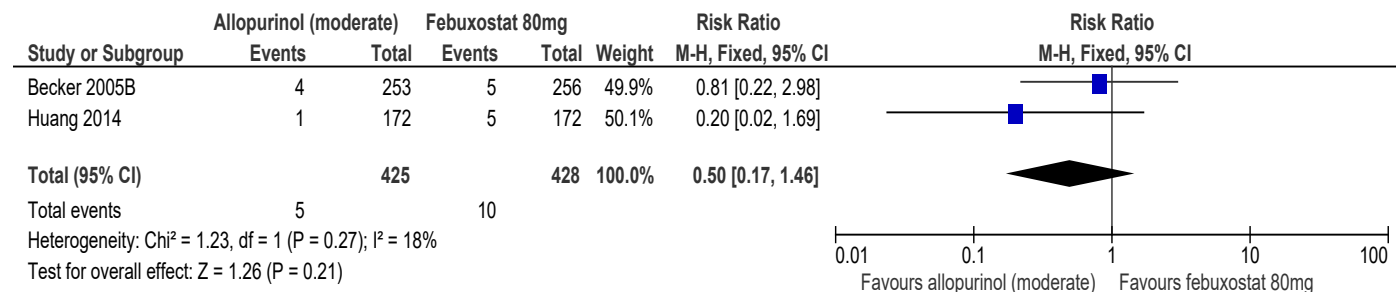 Allopurinol (moderate) Febuxostat 80mg Risk Ratio Risk Ratio
Study or Subgroup Events Total Events Total Weight M-H, Fixed, 95% CI M-H, Fixed, 95% CI
Becker 2005B 4 253 5 256 49.9% 0.81 [0.22, 2.98]
Huang 2014 1 172 5 172 50.1% 0.20 [0.02, 1.69]
Total (95% CI) 425 428 100.0% 0.50 [0.17, 1.46]
Total events 5 10
Heterogeneity: Chi² = 1.23, df = 1 (P = 0.27); I² = 18%
Test for overall effect: Z = 1.26 (P = 0.21)
0.01 0.1 1 10 100
Favours allopurinol (moderate) Favours febuxostat 80mg